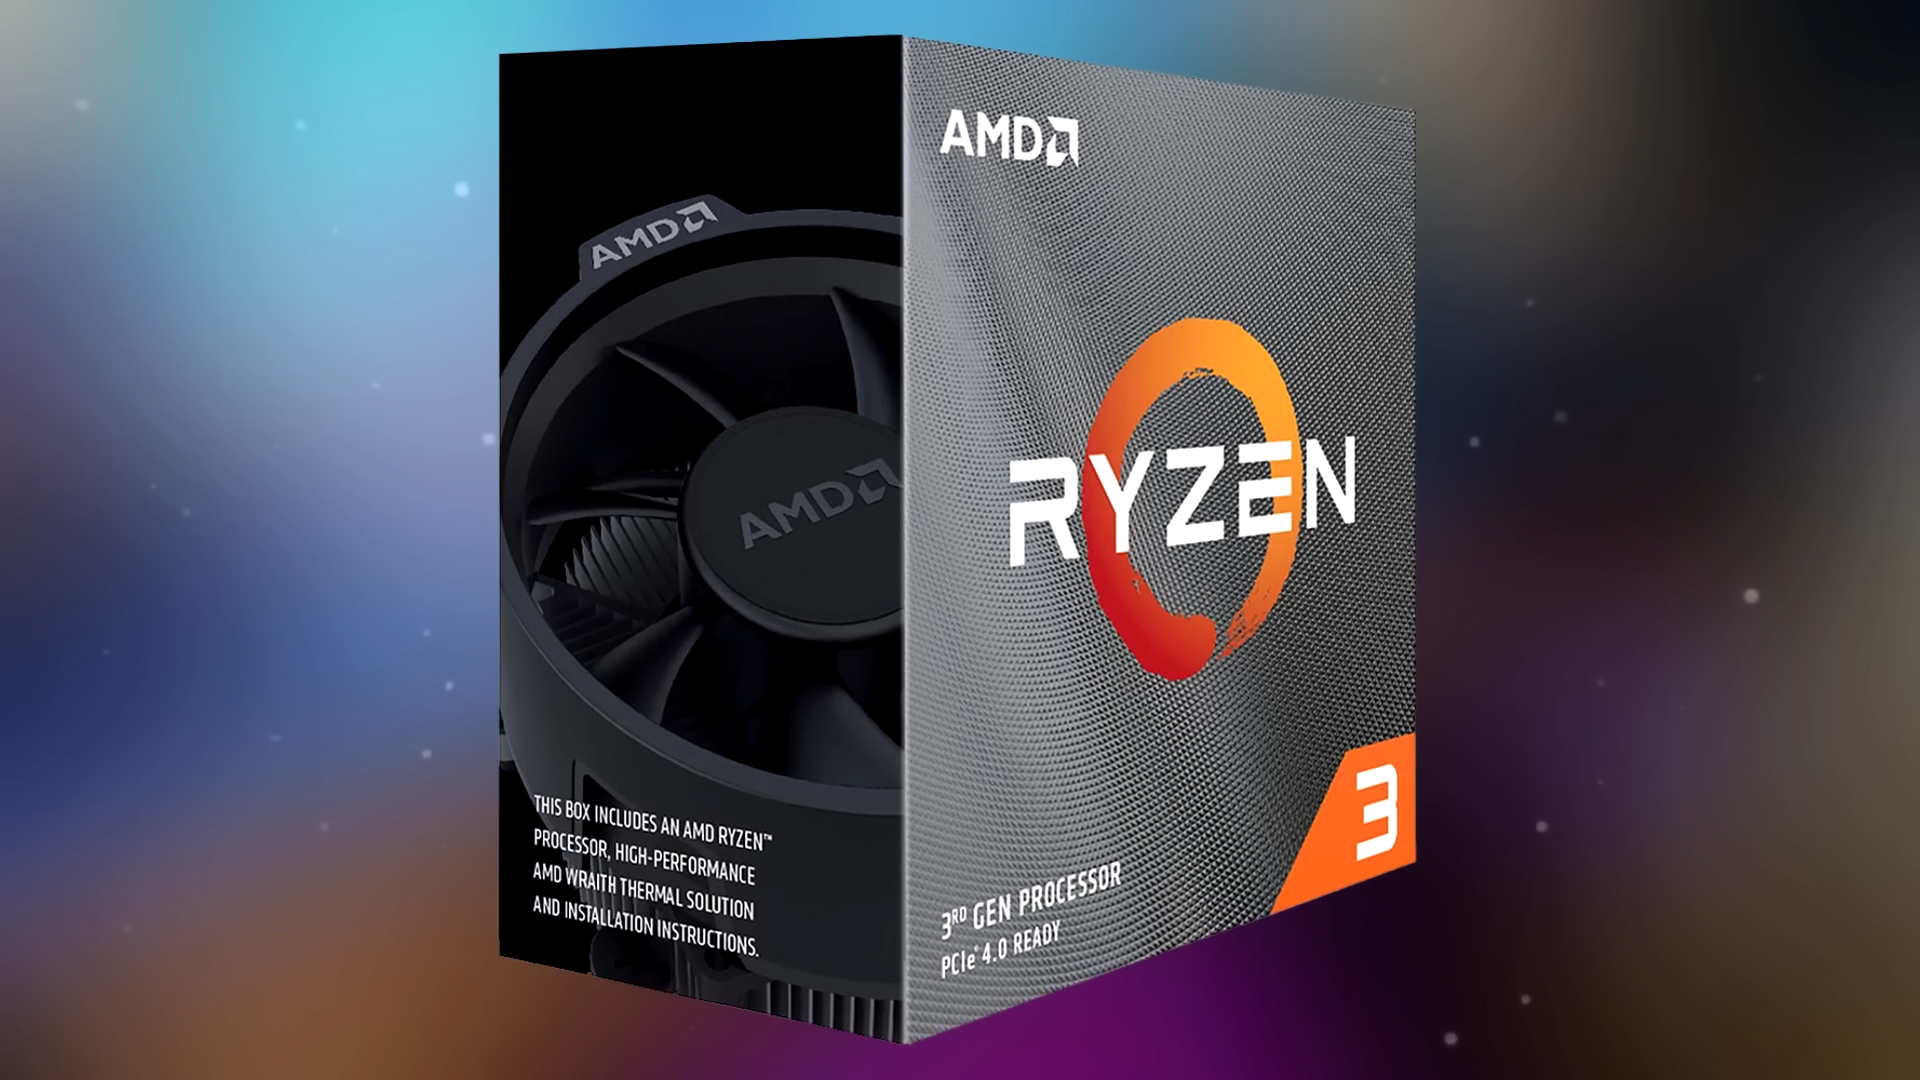 AMD
AMD
THIS BOX INCLUDES AN AMD RYZEN™
PROCESSOR, HIGH-PERFORMANCE
AMD WRAITH THERMAL SOLUTION
AND INSTALLATION INSTRUCTIONS.
AMD
RYZEN
3
3RD GEN PROCESSOR
PCIe® 4.0 READY